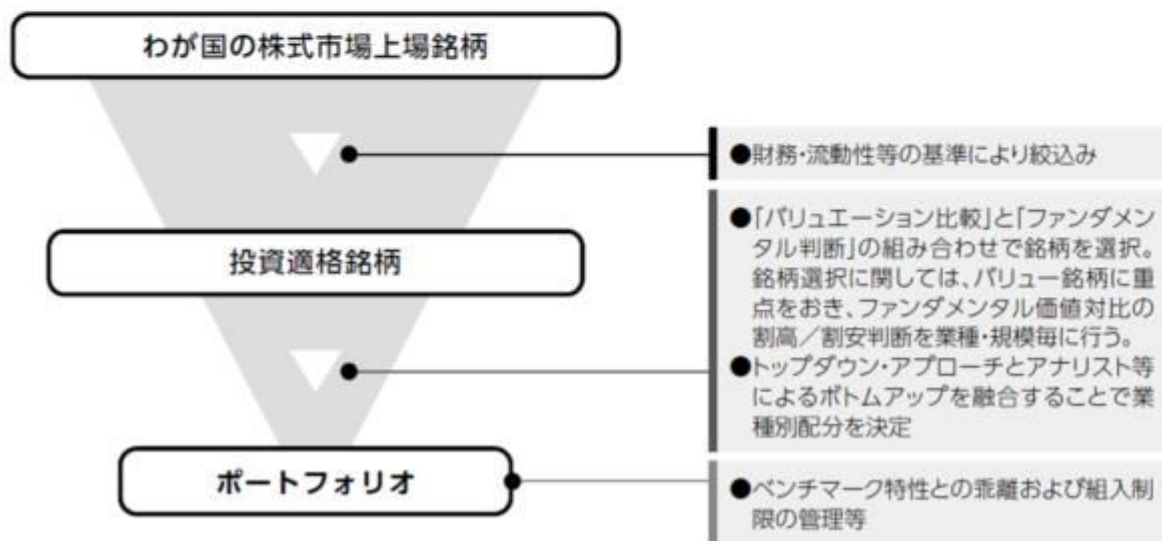 わが国の株式市場上場銘柄
●財務・流動性等の基準により絞込み
投資適格銘柄
●「バリュエーション比較」と「ファンダメン
タル判断」の組み合わせで銘柄を選択。
銘柄選択に関しては、バリュー銘柄に重
点をおき、ファンダメンタル価値対比の
割高／割安判断を業種・規模毎に行う。
●トップダウン・アプローチとアナリスト等
によるボトムアップを融合することで業
種別配分を決定
ポートフォリオ
●ベンチマーク特性との乖離および組入制
限の管理等